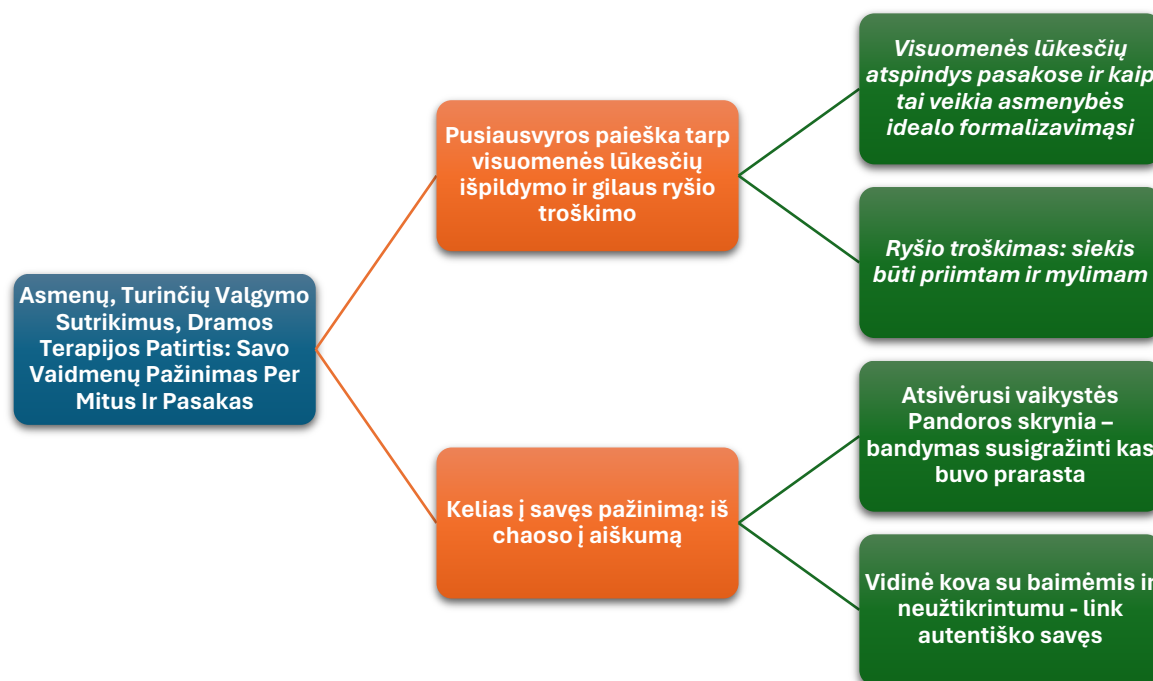 Asmenų, Turinčių Valgymo
Sutrikimus, Dramos
Terapijos Patirtis: Savo
Vaidmenų Pažinimas Per
Mitus Ir Pasakas
Pusiausvyros paieška tarp
visuomenės lūkesčių
išpildymo ir gilaus ryšio
troškimo
Visuomenės lūkesčių
atspindys pasakose ir kaip
tai veikia asmenybės
idealo formalizavimąsi
Ryšio troškimas: siekis
būti priimtam ir mylimam
Kelias į savęs pažinimą: iš
chaoso į aiškumą
Atsivėrusi vaikystės
Pandoros skrynia –
bandymas susigražinti kas
buvo prarasta
Vidinė kova su baimėmis ir
neužtikrintumu - link
autentiško savęs